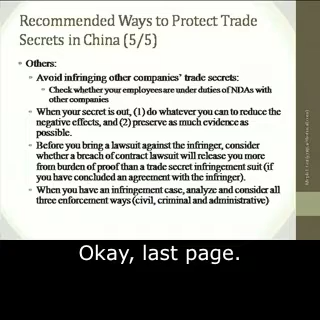 Recommended Ways to Protect Trade
Secrets in China (5/5)
• Others:
• Avoid infringing other companies' trade secrets:
• Check whether your employees are under duties of NDAs with
other companies
• When your secret is out, (1) do whatever you can to reduce the
negative effects, and (2) preserve as much evidence as
possible.
• Before you bring a lawsuit against the infringer, consider
whether a breach of contract lawsuit will release you more
from burden of proof than a trade secret infringement suit (if
you have concluded an agreement with the infringer).
• When you have an infringement case, analyze and consider all
three enforcement ways (civil, criminal and administrative)
Okay, last page.